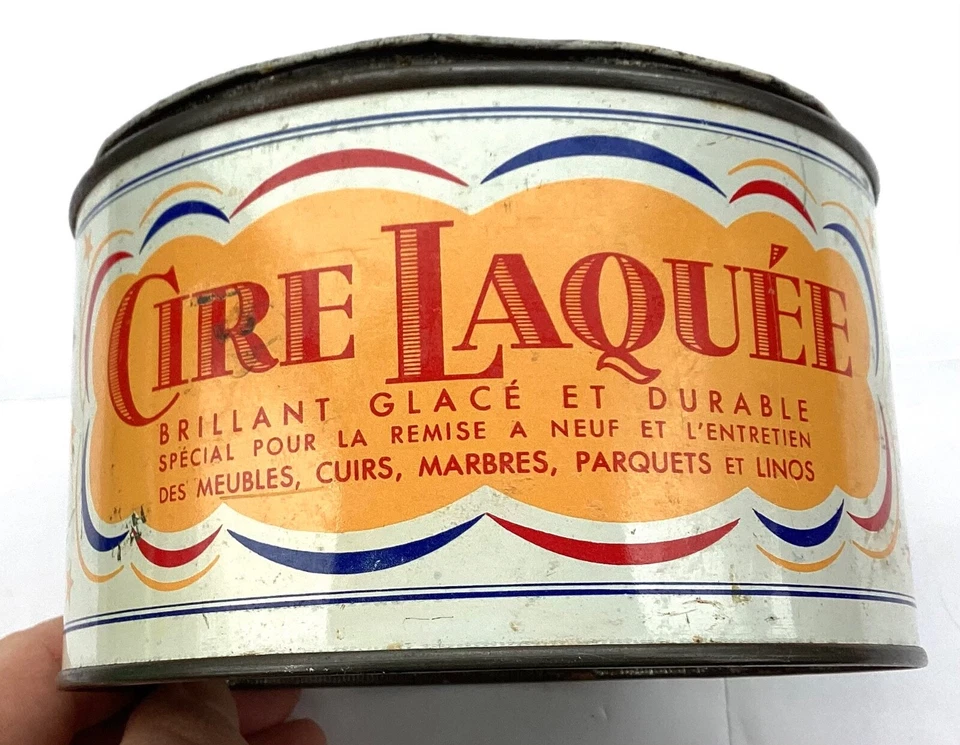 CIRE LAQUÉE
BRILLANT GLACÉ ET DURABLE
SPÉCIAL POUR LA REMISE A NEUF ET L'ENTRETIEN
DES MEUBLES, CUIRS, MARBRES, PARQUETS ET LINOS